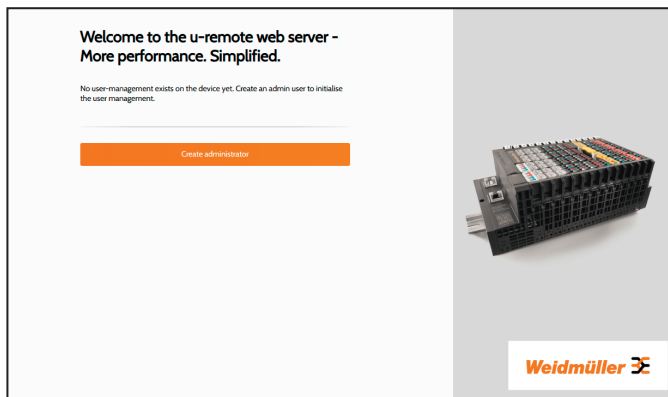 Welcome to the u-remote web server –
More performance. Simplified.
No user-management exists on the device yet. Create an admin user to initialise
the user management.
Create administrator
Weidmüller